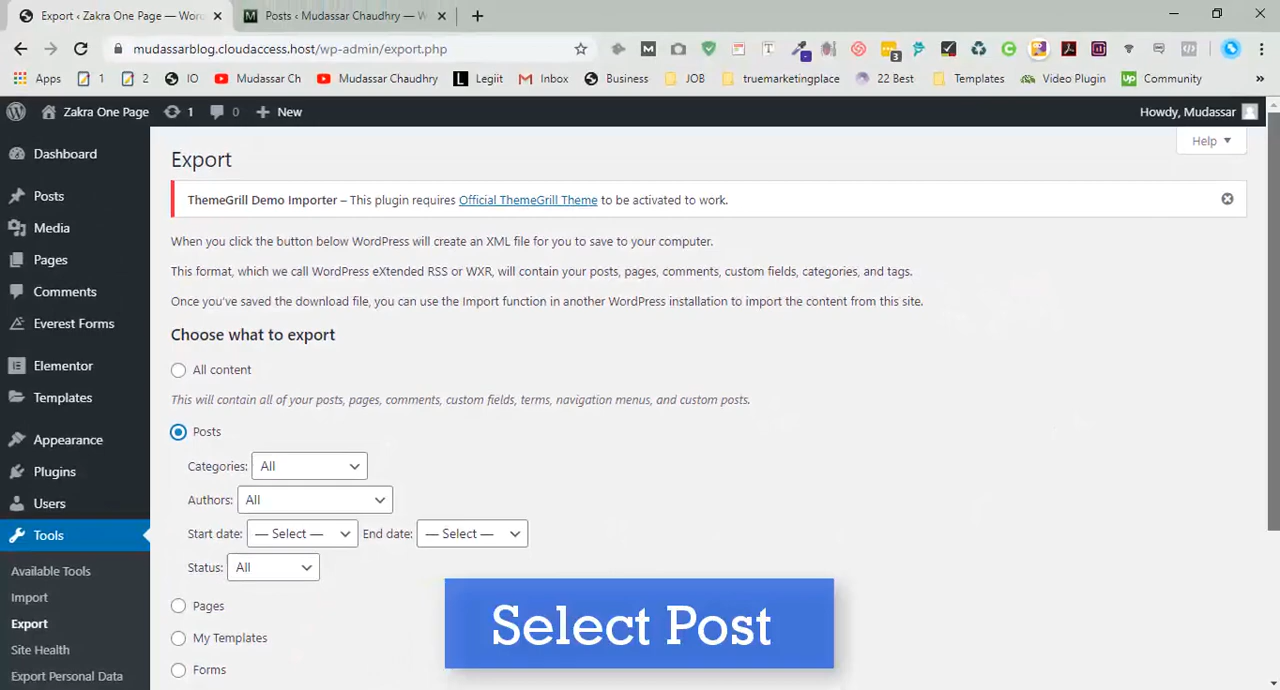 Export ‹ Zakra One Page — Wor
Posts ‹ Mudassar Chaudhry — W
mudassarblog.cloudaccess.host/wp-admin/export.php
Apps
1
2
IO
Mudassar Ch
Mudassar Chaudhry
Legiit
Inbox
Business
JOB
truemarketingplace
22 Best
Templates
Video Plugin
Community
Zakra One Page
1
0
New
Howdy, Mudassar
Help
Dashboard
Posts
Media
Pages
Comments
Everest Forms
Elementor
Templates
Appearance
Plugins
Users
Tools
Available Tools
Import
Export
Site Health
Export Personal Data
Export
ThemeGrill Demo Importer – This plugin requires Official ThemeGrill Theme to be activated to work.
When you click the button below WordPress will create an XML file for you to save to your computer.
This format, which we call WordPress eXtended RSS or WXR, will contain your posts, pages, comments, custom fields, categories, and tags.
Once you've saved the download file, you can use the Import function in another WordPress installation to import the content from this site.
Choose what to export
All content
This will contain all of your posts, pages, comments, custom fields, terms, navigation menus, and custom posts.
Posts
Categories: All
Authors: All
Start date: — Select — End date: — Select —
Status: All
Pages
My Templates
Forms
Select Post